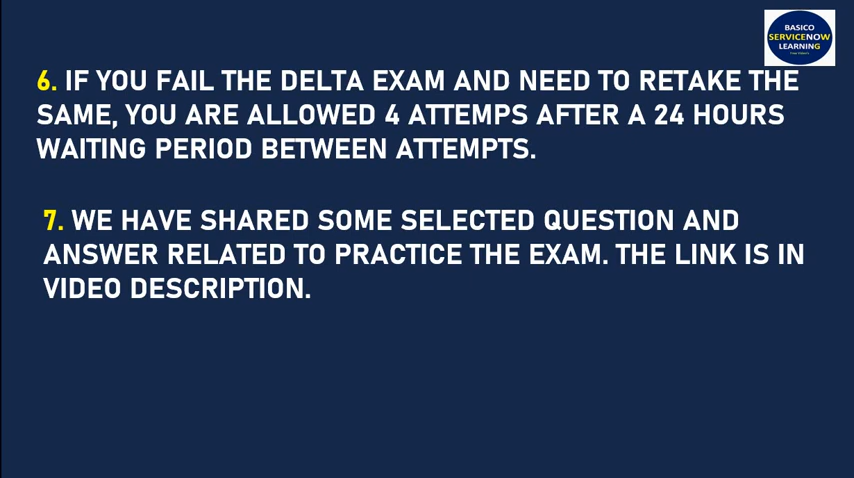 BASICO
SERVICENOW
LEARNING
6. IF YOU FAIL THE DELTA EXAM AND NEED TO RETAKE THE
SAME, YOU ARE ALLOWED 4 ATTEMPS AFTER A 24 HOURS
WAITING PERIOD BETWEEN ATTEMPTS.
7. WE HAVE SHARED SOME SELECTED QUESTION AND
ANSWER RELATED TO PRACTICE THE EXAM. THE LINK IS IN
VIDEO DESCRIPTION.